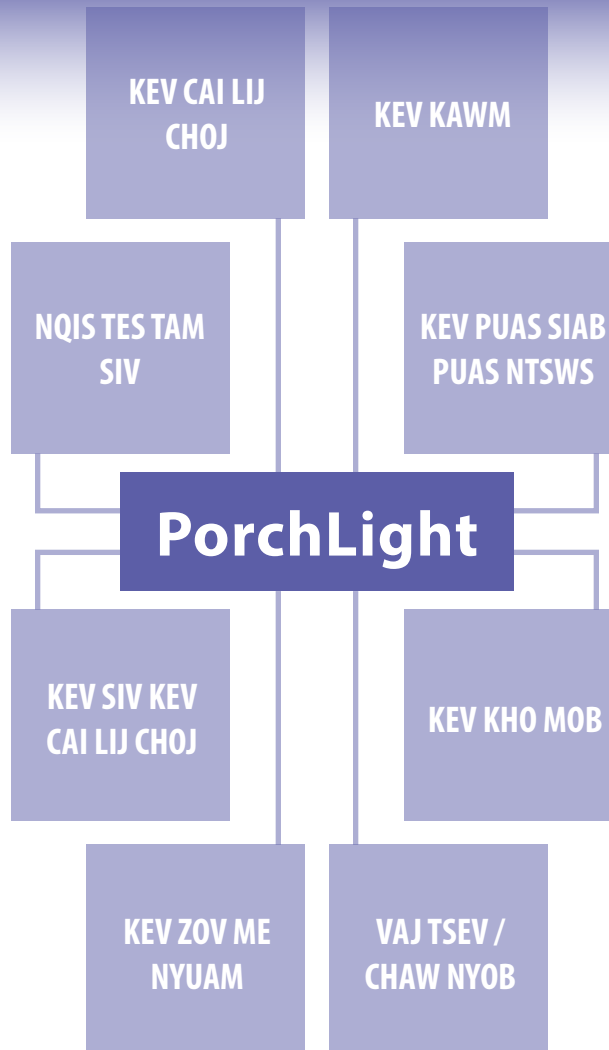 KEV CAI LIJ
CHOJ
KEV KAWM
NQIS TES TAM
SIV
KEV PUAS SIAB
PUAS NTSWS
PorchLight
KEV SIV KEV
CAI LIJ CHOJ
KEV KHO MOB
KEV ZOV ME
NYUAM
VAJ TSEV /
CHAW NYOB